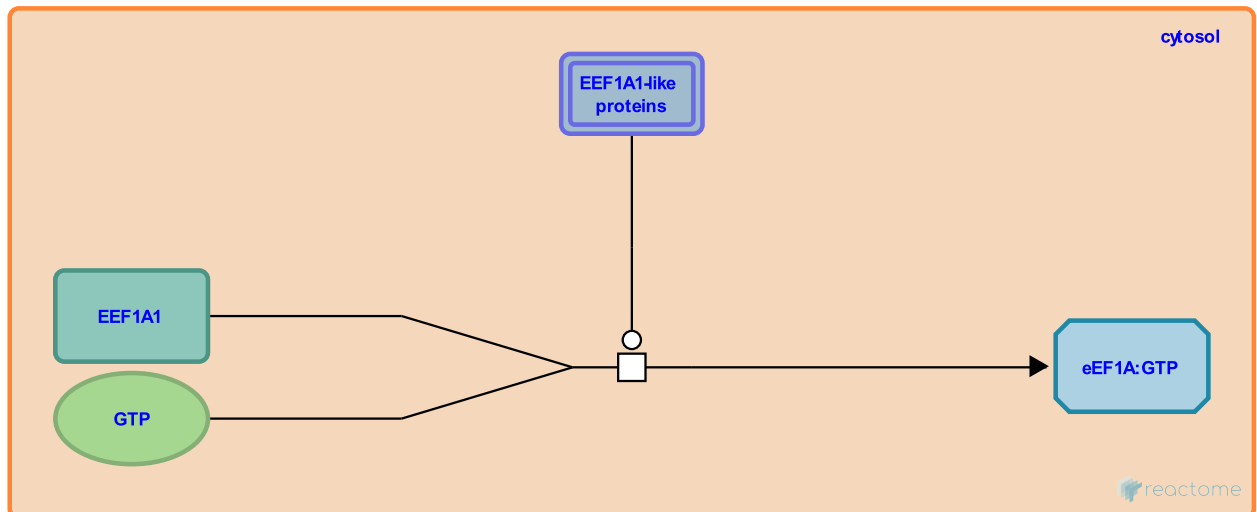 cytosol
EEF1A1-like
proteins
EEF1A1
GTP
eEF1A:GTP
reactome